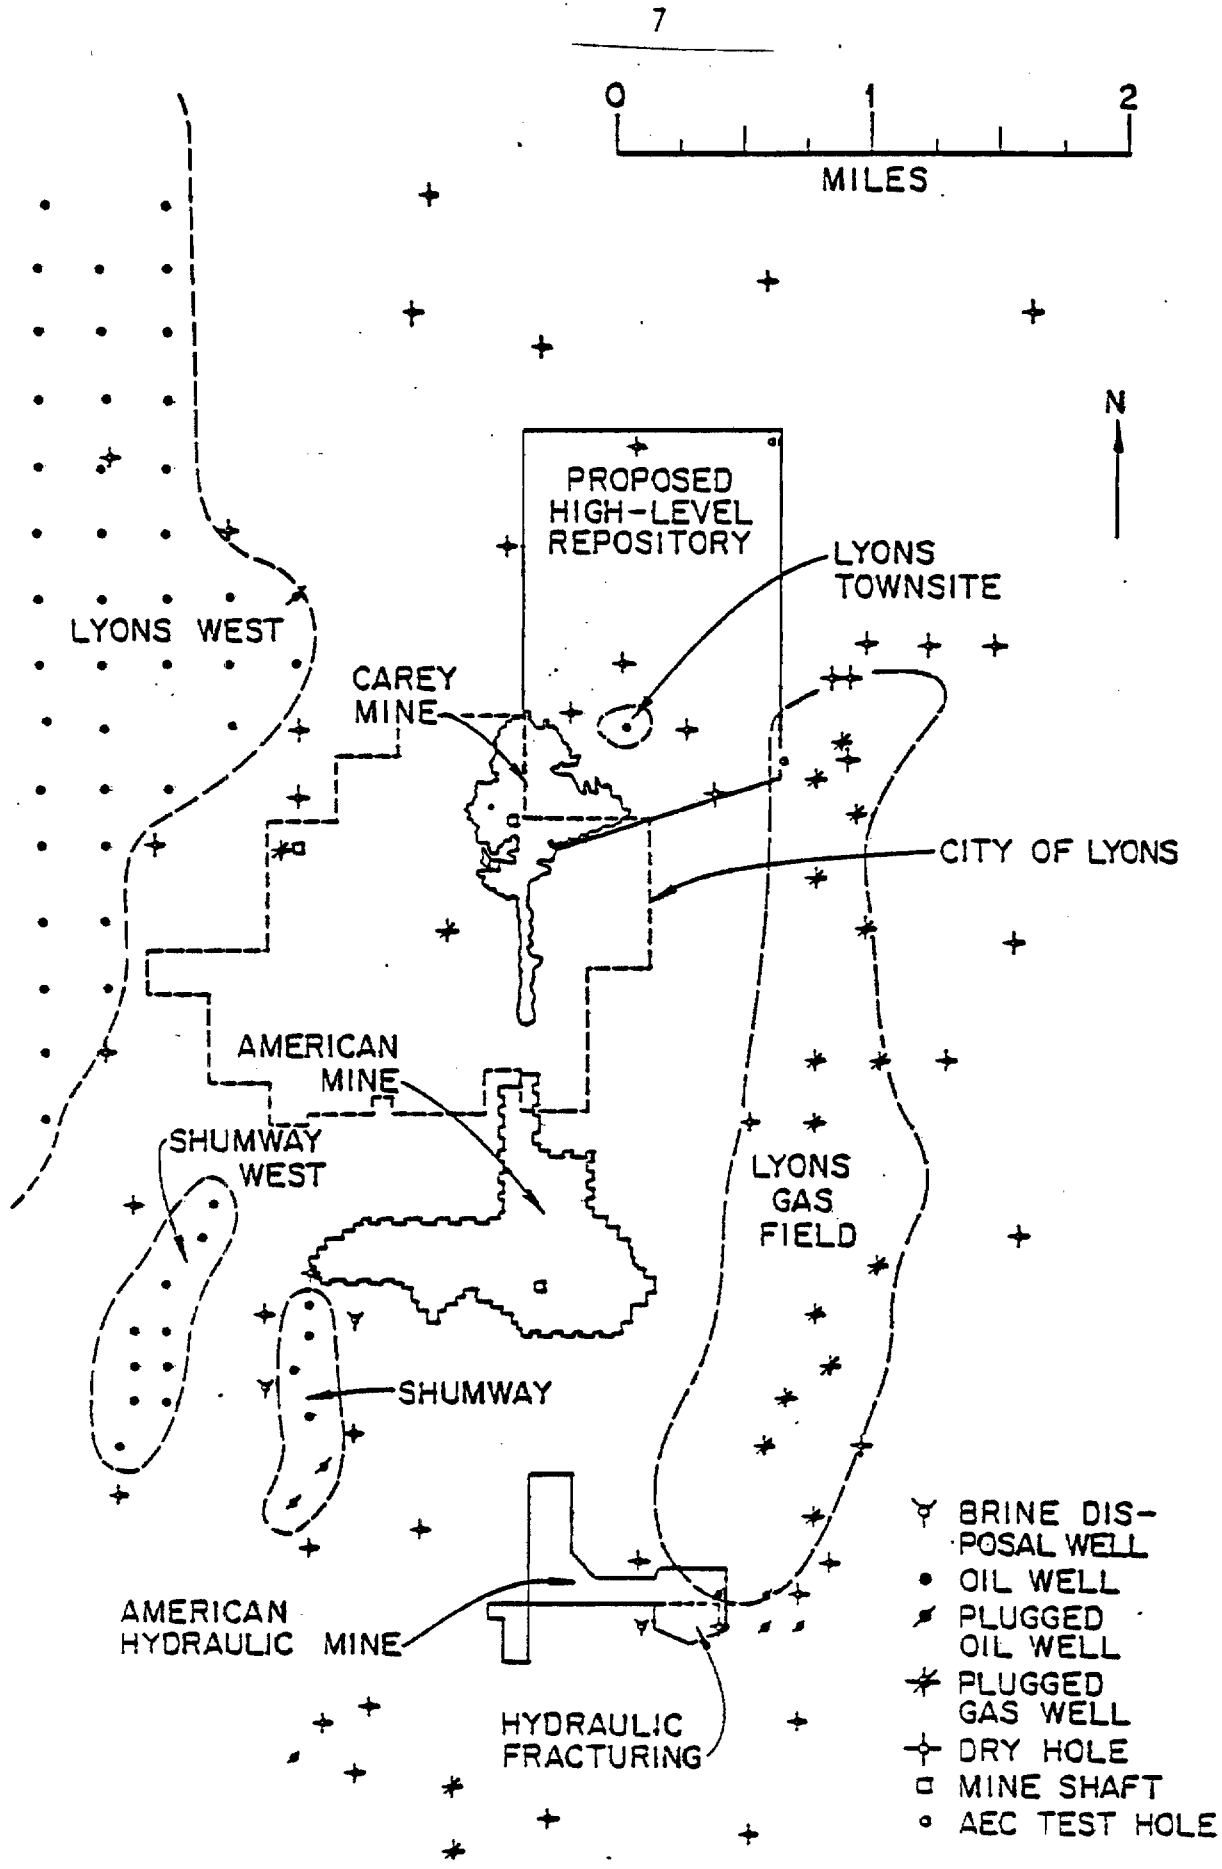 7
0 1 2
MILES
N
PROPOSED
HIGH-LEVEL
REPOSITORY
LYONS
TOWNSITE
LYONS WEST
CAREY
MINE
CITY OF LYONS
AMERICAN
MINE
SHUMWAY
WEST
LYONS
GAS
FIELD
SHUMWAY
AMERICAN
HYDRAULIC MINE
HYDRAULIC
FRACTURING
BRINE DIS-
POSAL WELL
OIL WELL
PLUGGED
OIL WELL
PLUGGED
GAS WELL
DRY HOLE
MINE SHAFT
AEC TEST HOLE